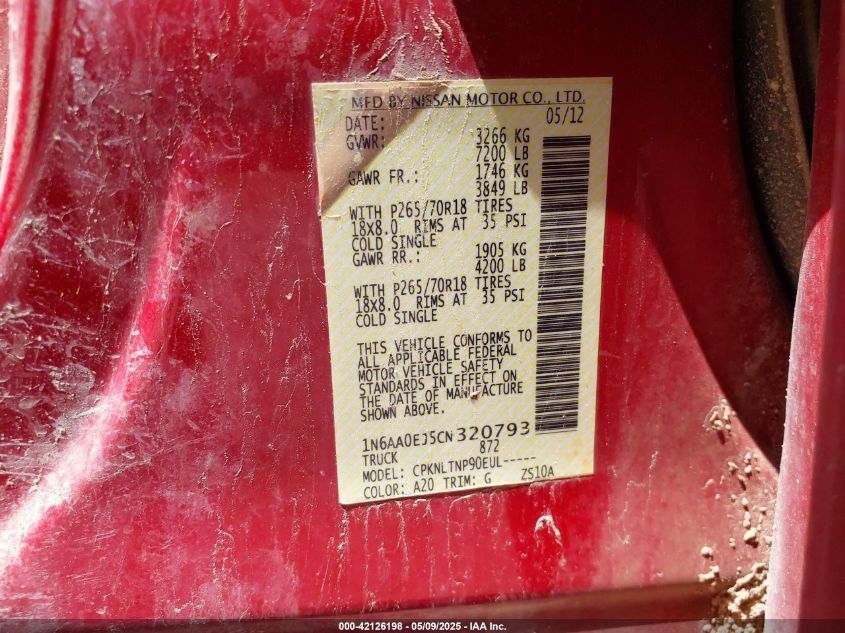 MFD BY NISSAN MOTOR CO., LTD.
DATE: 05/12
GVWR: 3266 KG
7200 LB
GAWR FR.: 1746 KG
3849 LB
WITH P265/70R18 TIRES
18X8.0 RIMS AT 35 PSI
COLD SINGLE
GAWR RR.: 1905 KG
4200 LB
WITH P265/70R18 TIRES
18X8.0 RIMS AT 35 PSI
COLD SINGLE
THIS VEHICLE CONFORMS TO
ALL APPLICABLE FEDERAL
MOTOR VEHICLE SAFETY
STANDARDS IN EFFECT ON
THE DATE OF MANUFACTURE
SHOWN ABOVE.
1N6AA0EJ5CN320793
TRUCK 872
MODEL: CPKNLTNP90EUL-----
COLOR: A20 TRIM: G ZS10A
000-42126198 - 05/09/2025 - IAA Inc.